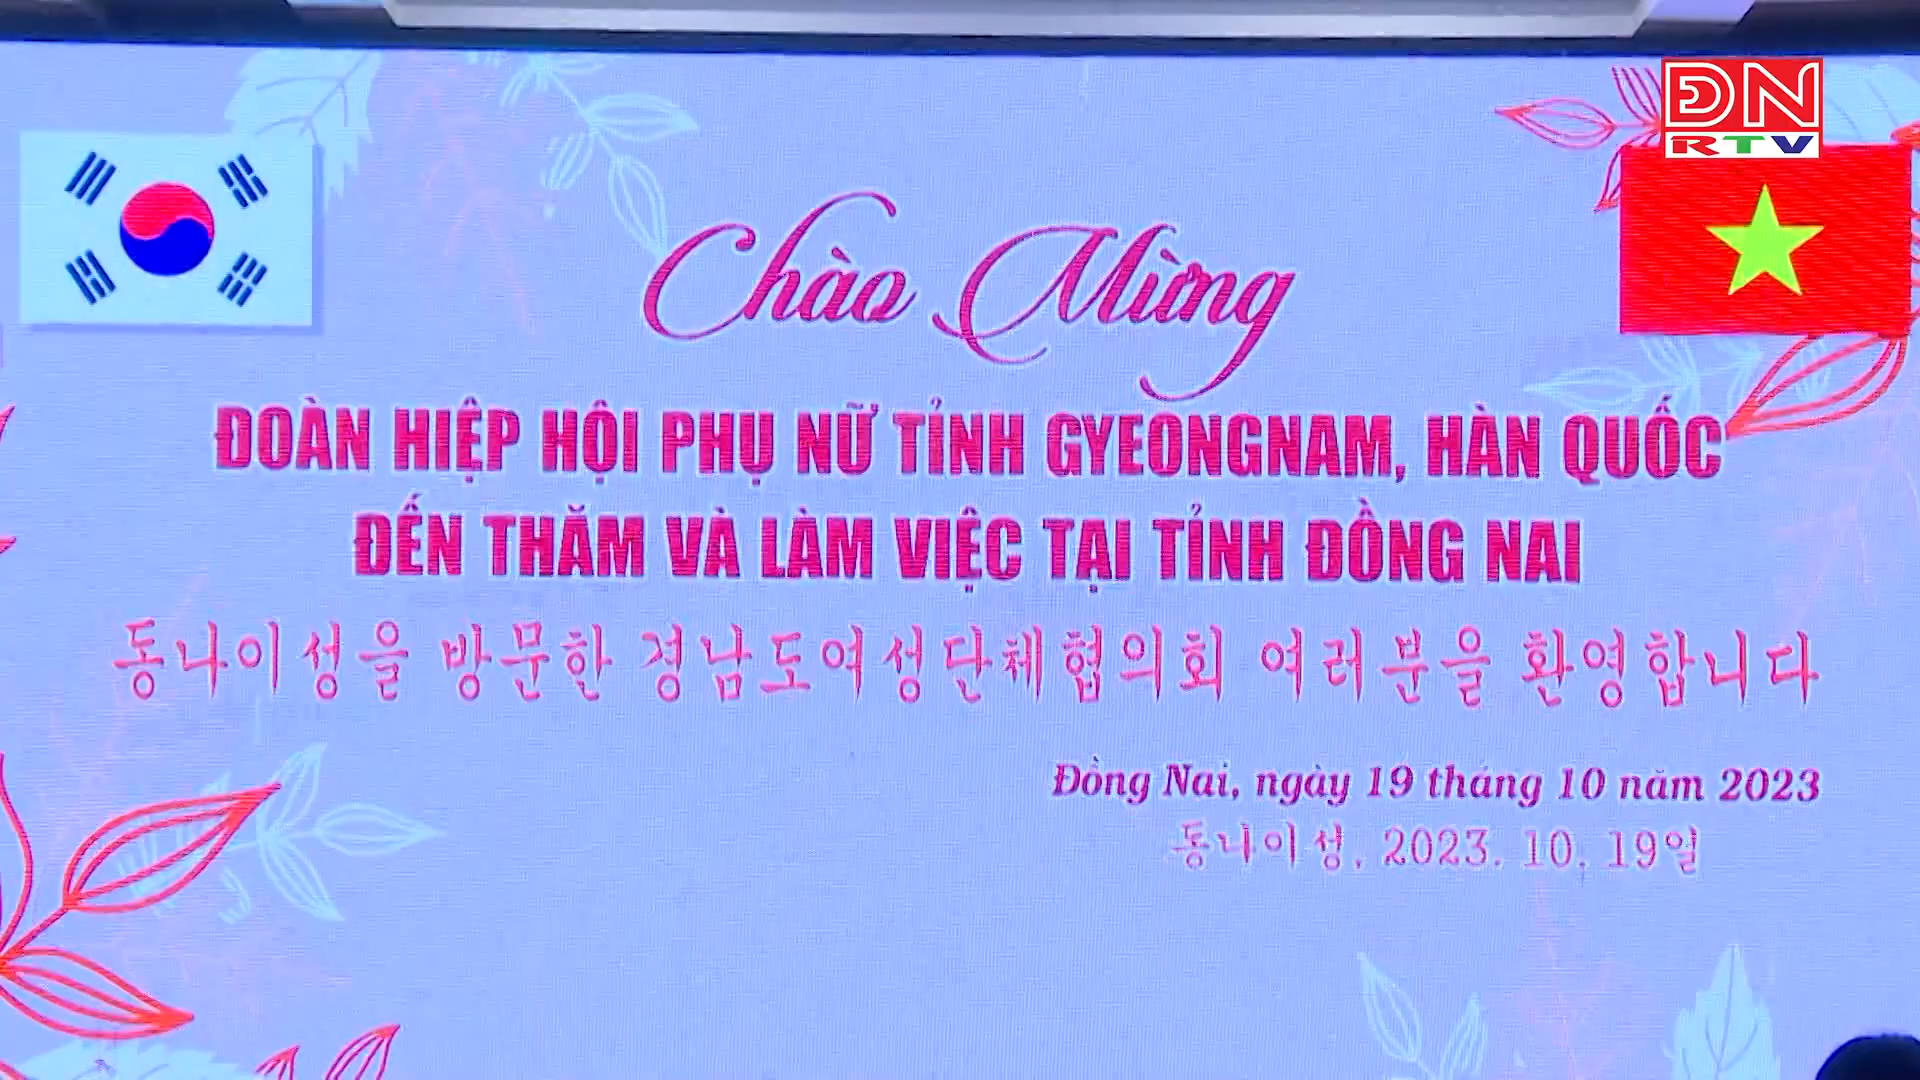 ĐN
RTV
Chào Mừng
ĐOÀN HIỆP HỘI PHỤ NỮ TỈNH GYEONGNAM, HÀN QUỐC
ĐẾN THĂM VÀ LÀM VIỆC TẠI TỈNH ĐỒNG NAI
동나이성을 방문한 경남도여성단체협의회 여러분을 환영합니다
Đồng Nai, ngày 19 tháng 10 năm 2023
동나이성, 2023. 10. 19일